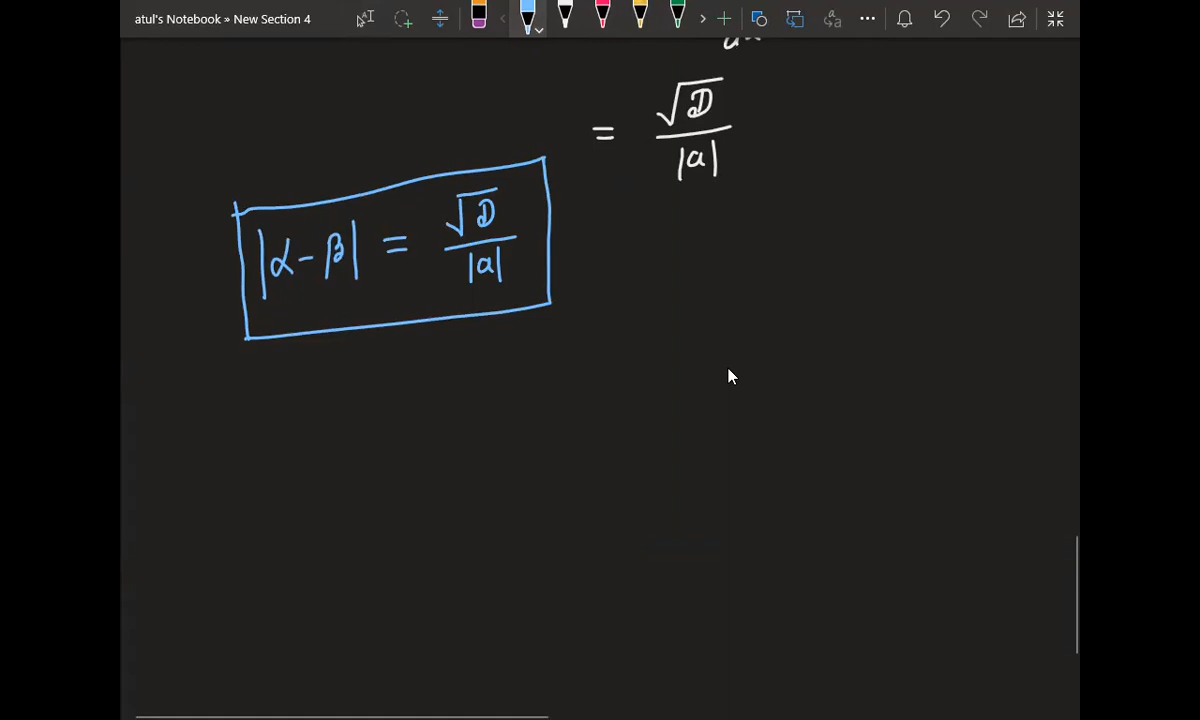 atul's Notebook » New Section 4
= √D / |a|
|α - β| = √D / |a|